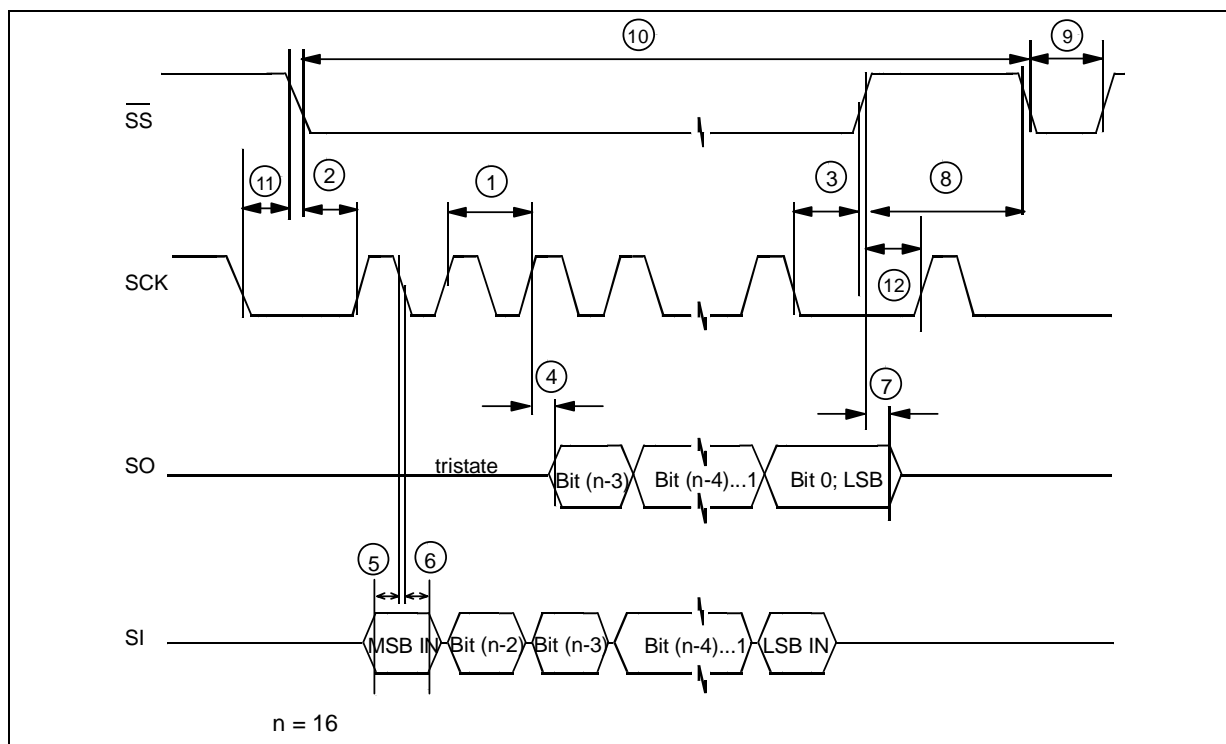 10
9
SS
11
2
1
3
8
SCK
12
4
7
SO
tristate
Bit (n-3)
Bit (n-4)...1
Bit 0; LSB
5
6
SI
MSB IN
Bit (n-2)
Bit (n-3)
Bit (n-4)...1
LSB IN
n = 16